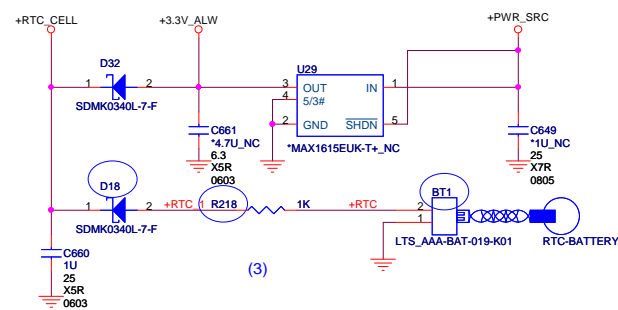 +RTC_CELL
+3.3V_ALW
+PWR_SRC
D32
1
2
SDMK0340L-7-F
U29
3
OUT
IN
1
4
5/3#
2
GND
SHDN
5
*MAX1615EUK-T+_NC
C661
*4.7U_NC
6.3
X5R
0603
C649
*1U_NC
25
X7R
0805
D18
1
2
SDMK0340L-7-F
+RTC_1
R218
1K
+RTC
BT1
2
1
LTS_AAA-BAT-019-K01
RTC-BATTERY
C660
1U
25
X5R
0603
(3)